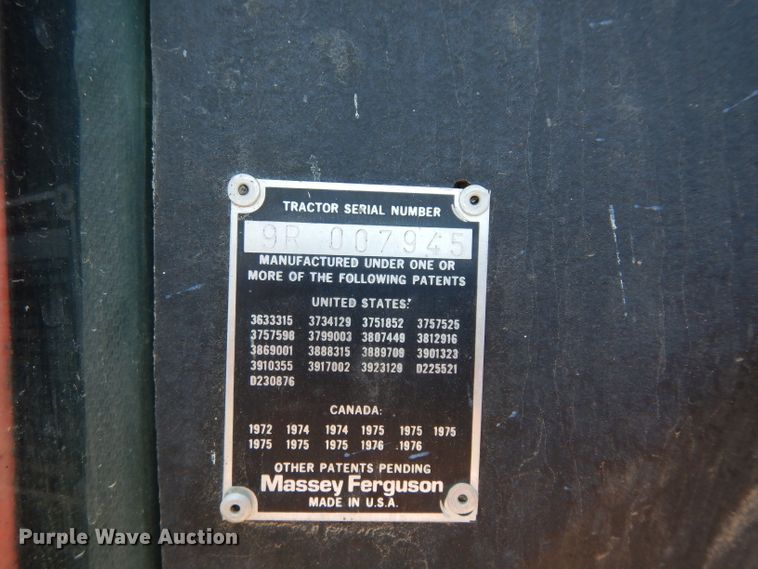 TRACTOR SERIAL NUMBER
9R 007945
MANUFACTURED UNDER ONE OR
MORE OF THE FOLLOWING PATENTS
UNITED STATES:
3633315 3734129 3751852 3757525
3757598 3799003 3807449 3812916
3869001 3888315 3889709 3901323
3910355 3917002 3923129 D225521
D230876
CANADA:
1972 1974 1974 1975 1975 1975
1975 1975 1975 1976 1976
OTHER PATENTS PENDING
Massey Ferguson
MADE IN U.S.A.
Purple Wave Auction®